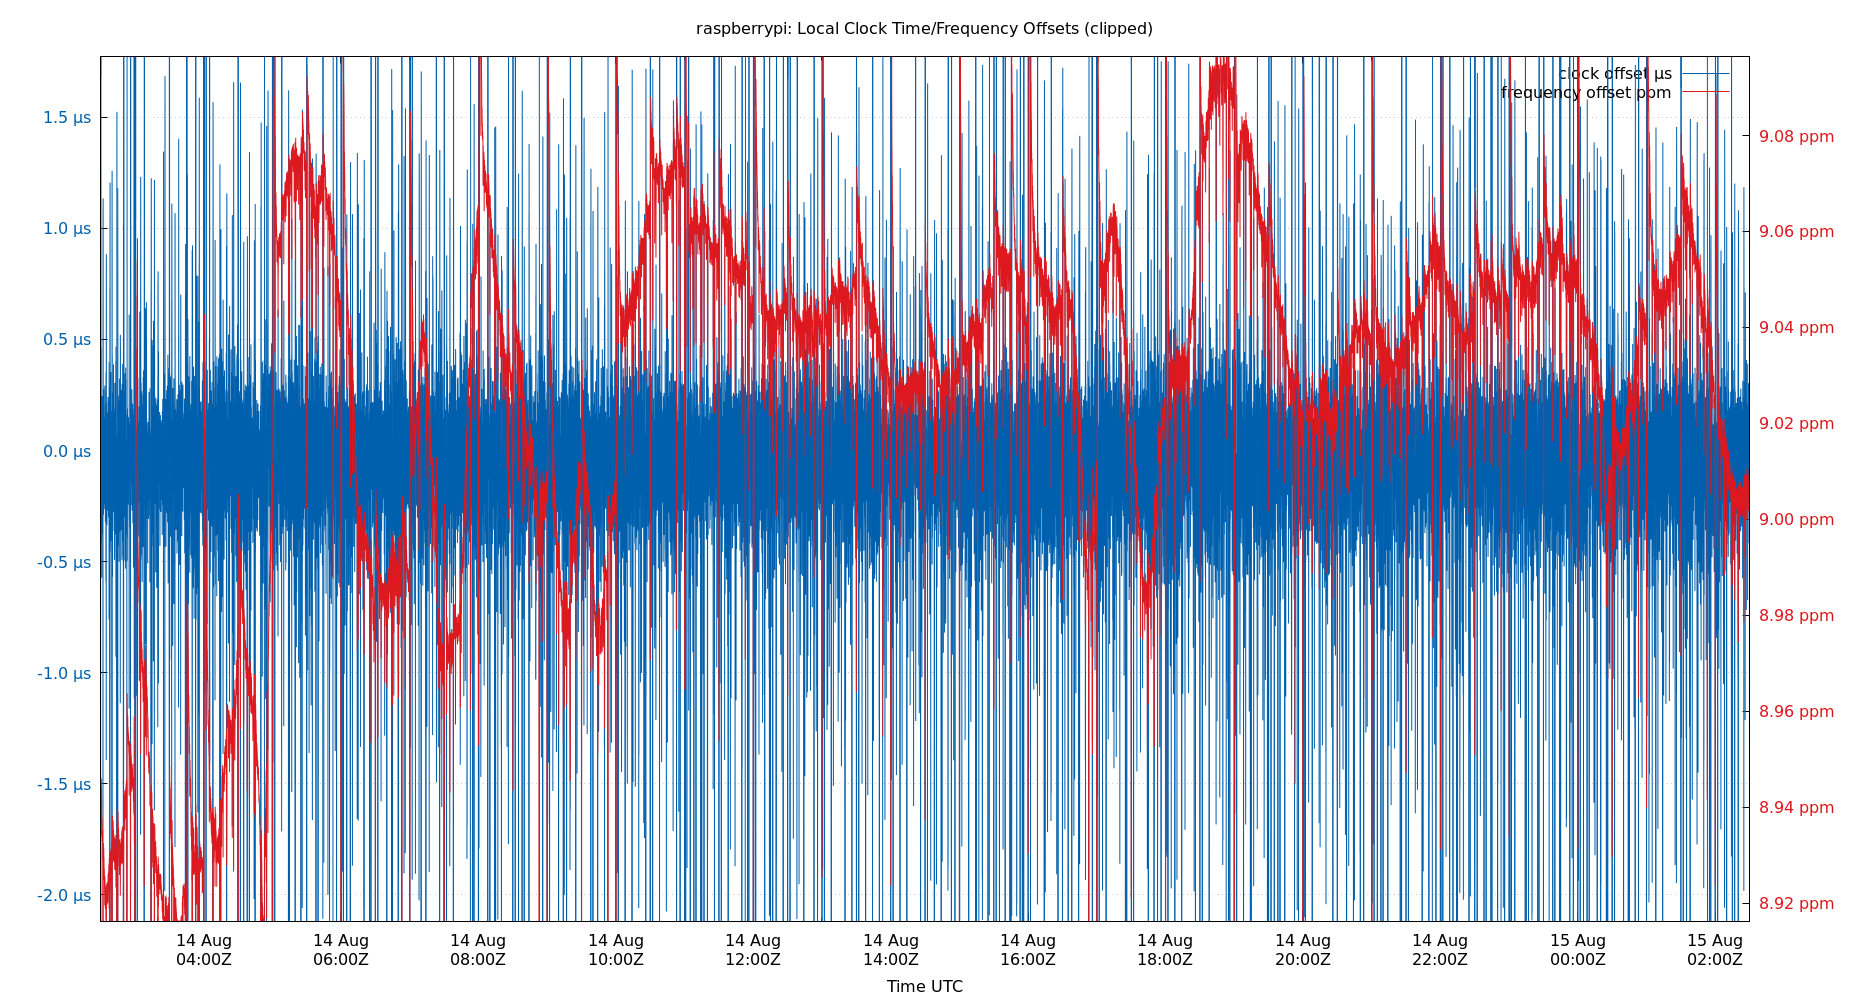 raspberrypi: Local Clock Time/Frequency Offsets (clipped)
clock offset µs
frequency offset ppm
1.5 µs
1.0 µs
0.5 µs
0.0 µs
-0.5 µs
-1.0 µs
-1.5 µs
-2.0 µs
9.08 ppm
9.06 ppm
9.04 ppm
9.02 ppm
9.00 ppm
8.98 ppm
8.96 ppm
8.94 ppm
8.92 ppm
14 Aug 14 Aug 14 Aug 14 Aug 14 Aug 14 Aug 14 Aug 14 Aug 14 Aug 14 Aug 15 Aug 15 Aug
04:00Z 06:00Z 08:00Z 10:00Z 12:00Z 14:00Z 16:00Z 18:00Z 20:00Z 22:00Z 00:00Z 02:00Z
Time UTC